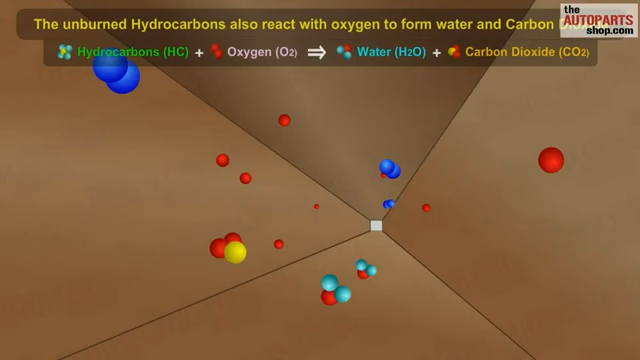 The unburned Hydrocarbons also react with oxygen to form water and Carbon
Hydrocarbons (HC) + Oxygen (O2) ⇒ Water (H2O) + Carbon Dioxide (CO2)
the
AUTOPARTS
shop.com